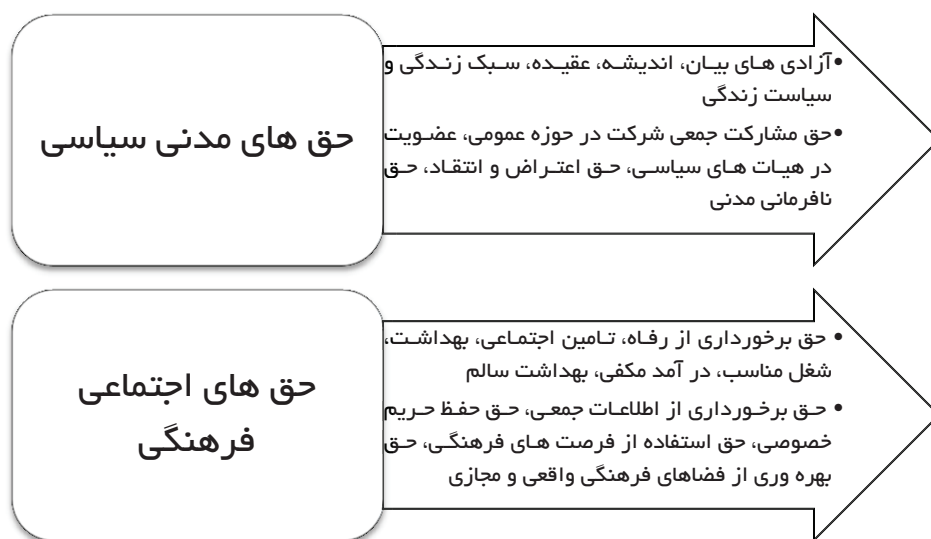 حق های مدنی سیاسی
•آزادی های بیان، اندیشه، عقیده، سبک زندگی و
سیاست زندگی
•حق مشارکت جمعی شرکت در حوزه عمومی، عضویت
در هیات های سیاسی، حق اعتراض و انتقاد، حق
نافرمانی مدنی
حق های اجتماعی
فرهنگی
• حق برخورداری از رفاه، تامین اجتماعی، بهداشت،
شغل مناسب، در آمد مکفی، بهداشت سالم
• حق برخورداری از اطلاعات جمعی، حق حفظ حریم
خصوصی، حق استفاده از فرصت های فرهنگی، حق
بهره وری از فضاهای فرهنگی واقعی و مجازی